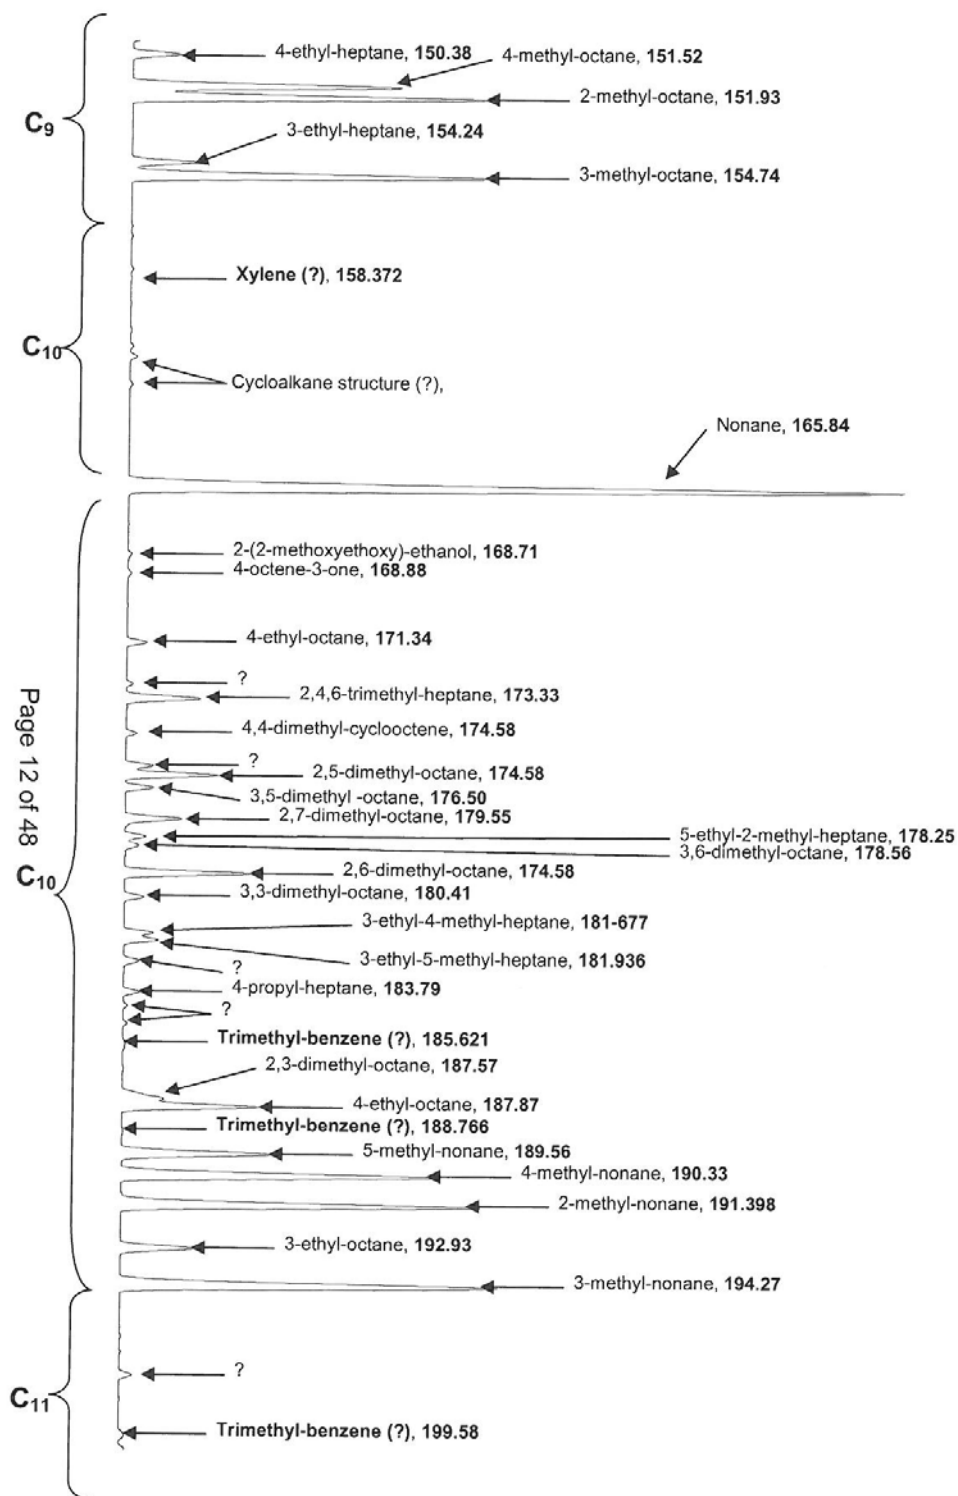 4-ethyl-heptane, 150.38
4-methyl-octane, 151.52
2-methyl-octane, 151.93
C9
3-ethyl-heptane, 154.24
3-methyl-octane, 154.74
Xylene (?), 158.372
C10
Cycloalkane structure (?),
Nonane, 165.84
2-(2-methoxyethoxy)-ethanol, 168.71
4-octene-3-one, 168.88
4-ethyl-octane, 171.34
?
2,4,6-trimethyl-heptane, 173.33
Page 12 of 48
4,4-dimethyl-cyclooctene, 174.58
?
2,5-dimethyl-octane, 174.58
3,5-dimethyl -octane, 176.50
2,7-dimethyl-octane, 179.55
5-ethyl-2-methyl-heptane, 178.25
3,6-dimethyl-octane, 178.56
C10
2,6-dimethyl-octane, 174.58
3,3-dimethyl-octane, 180.41
3-ethyl-4-methyl-heptane, 181-677
3-ethyl-5-methyl-heptane, 181.936
?
4-propyl-heptane, 183.79
?
Trimethyl-benzene (?), 185.621
2,3-dimethyl-octane, 187.57
4-ethyl-octane, 187.87
Trimethyl-benzene (?), 188.766
5-methyl-nonane, 189.56
4-methyl-nonane, 190.33
2-methyl-nonane, 191.398
3-ethyl-octane, 192.93
3-methyl-nonane, 194.27
?
C11
Trimethyl-benzene (?), 199.58